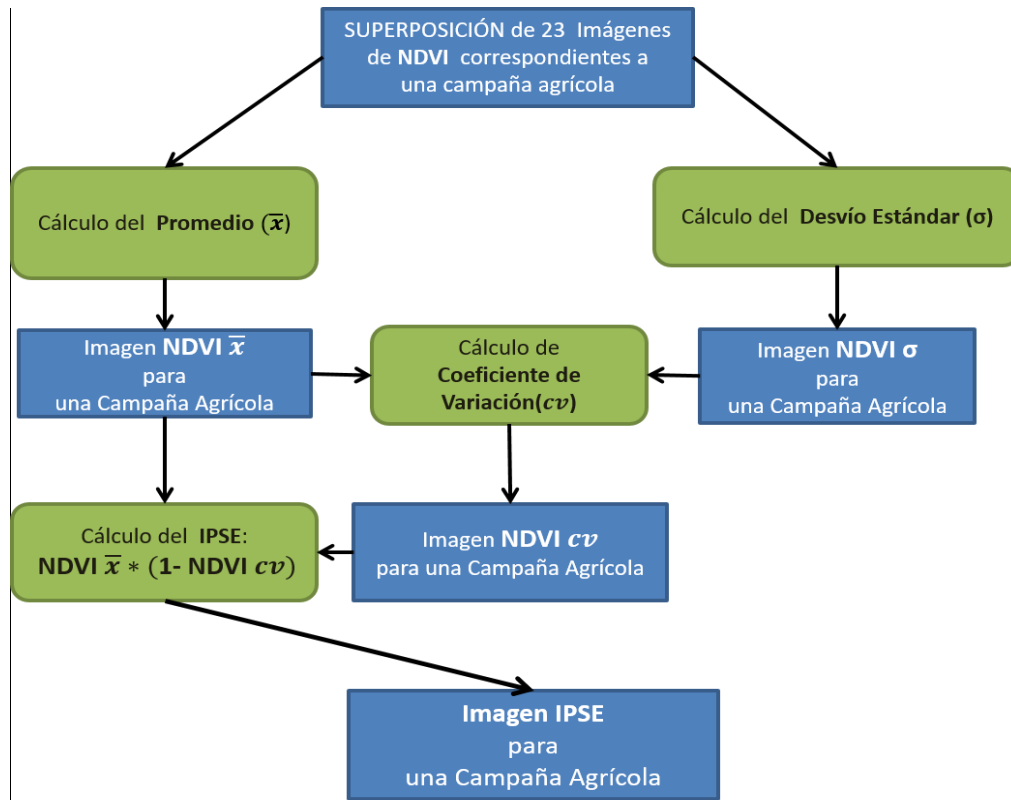 SUPERPOSICIÓN de 23 Imágenes
de NDVI correspondientes a
una campaña agrícola
Cálculo del Promedio (x̅)
Cálculo del Desvío Estándar (σ)
Imagen NDVI x̅
para
una Campaña Agrícola
Cálculo de
Coeficiente de
Variación(cv)
Imagen NDVI σ
para
una Campaña Agrícola
Cálculo del IPSE:
NDVI x̅ * (1- NDVI cv)
Imagen NDVI cv
para una Campaña Agrícola
Imagen IPSE
para
una Campaña Agrícola